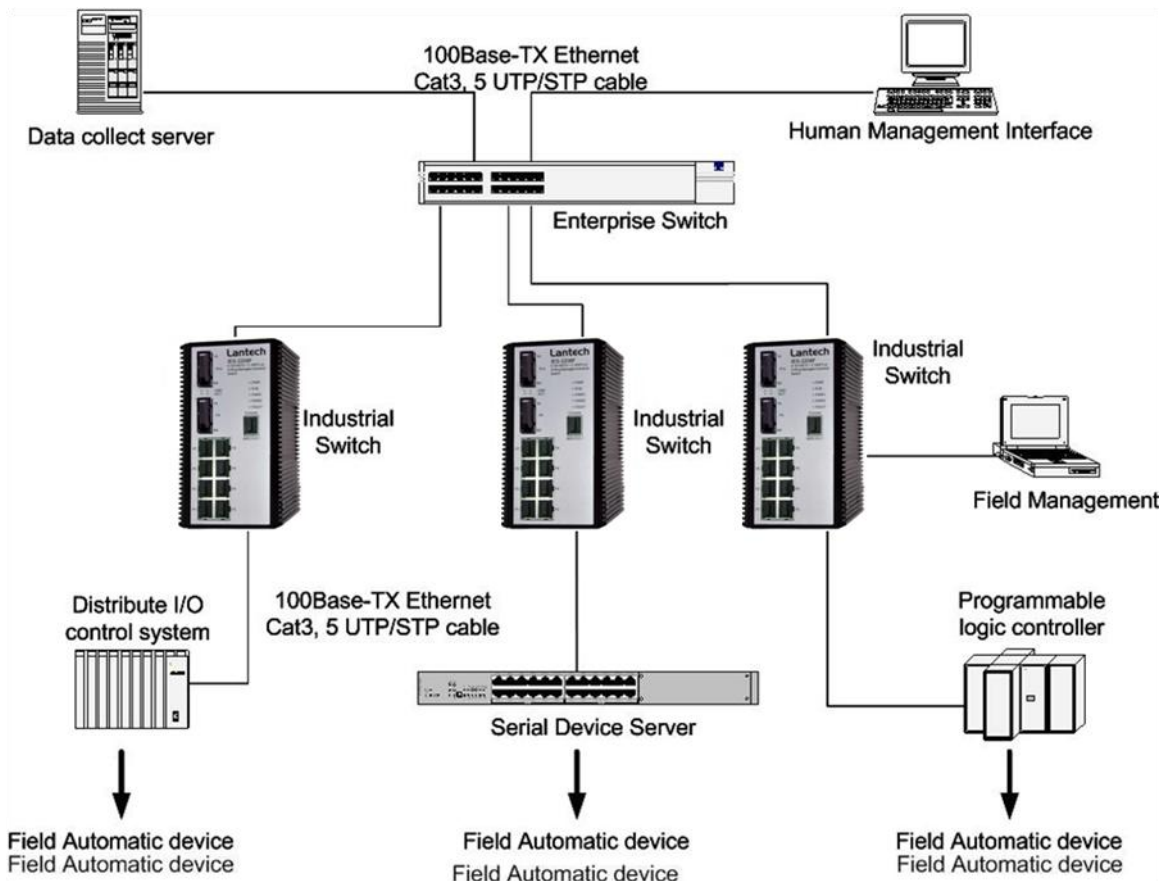 100Base-TX Ethernet
Cat3, 5 UTP/STP cable
Data collect server
Human Management Interface
Enterprise Switch
Lantech
Industrial
Switch
Lantech
Industrial
Switch
Lantech
Industrial
Switch
Field Management
Distribute I/O
control system
100Base-TX Ethernet
Cat3, 5 UTP/STP cable
Serial Device Server
Programmable
logic controller
Field Automatic device
Field Automatic device
Field Automatic device
Field Automatic device
Field Automatic device
Field Automatic device